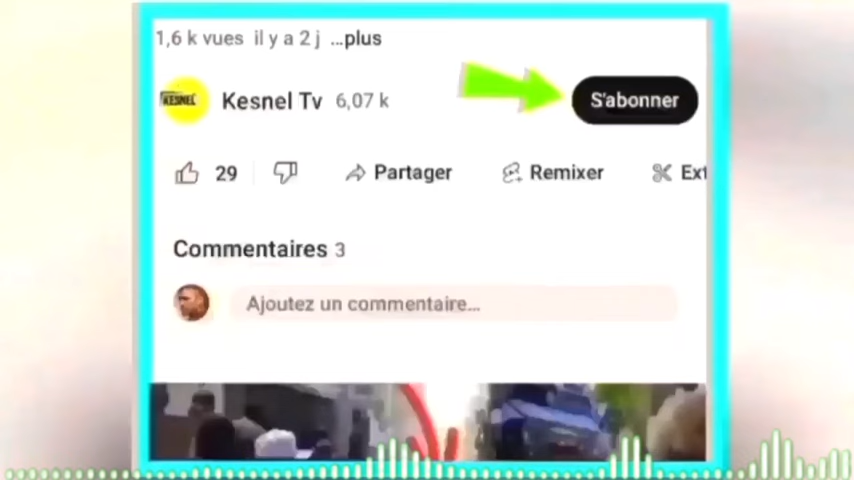 1,6 k vues il y a 2 j ...plus
KESNEL
Kesnel Tv 6,07 k
S'abonner
29 Partager Remixer Ext
Commentaires 3
Ajoutez un commentaire...